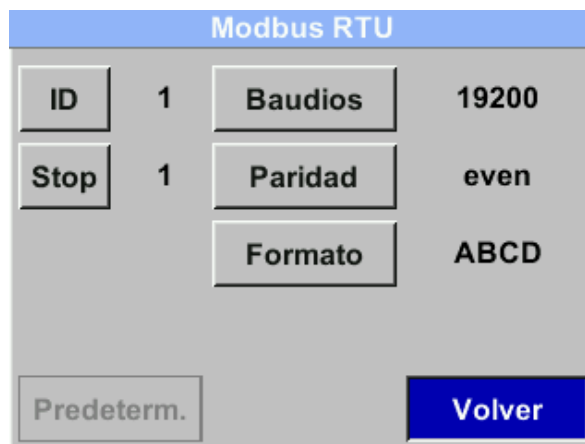 Modbus RTU
ID 1 Baudios 19200
Stop 1 Paridad even
Formato ABCD
Predeterm. Volver